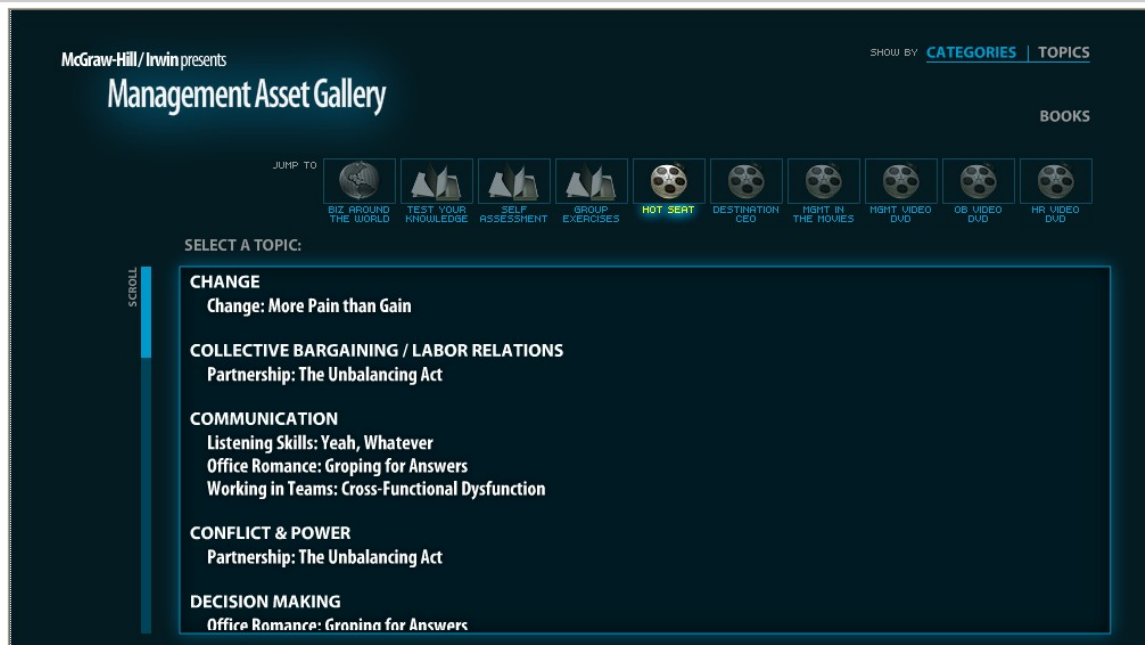 McGraw-Hill/Irwin presents
Management Asset Gallery
SHOW BY CATEGORIES | TOPICS
BOOKS
JUMP TO
BIZ AROUND THE WORLD
TEST YOUR KNOWLEDGE
SELF ASSESSMENT
GROUP EXERCISES
HOT SEAT
DESTINATION CEO
MGMT IN THE MOVIES
MGMT VIDEO DVD
OB VIDEO DVD
HR VIDEO DVD
SELECT A TOPIC:
SCROLL
CHANGE
Change: More Pain than Gain
COLLECTIVE BARGAINING / LABOR RELATIONS
Partnership: The Unbalancing Act
COMMUNICATION
Listening Skills: Yeah, Whatever
Office Romance: Groping for Answers
Working in Teams: Cross-Functional Dysfunction
CONFLICT & POWER
Partnership: The Unbalancing Act
DECISION MAKING
Office Romance: Groping for Answers